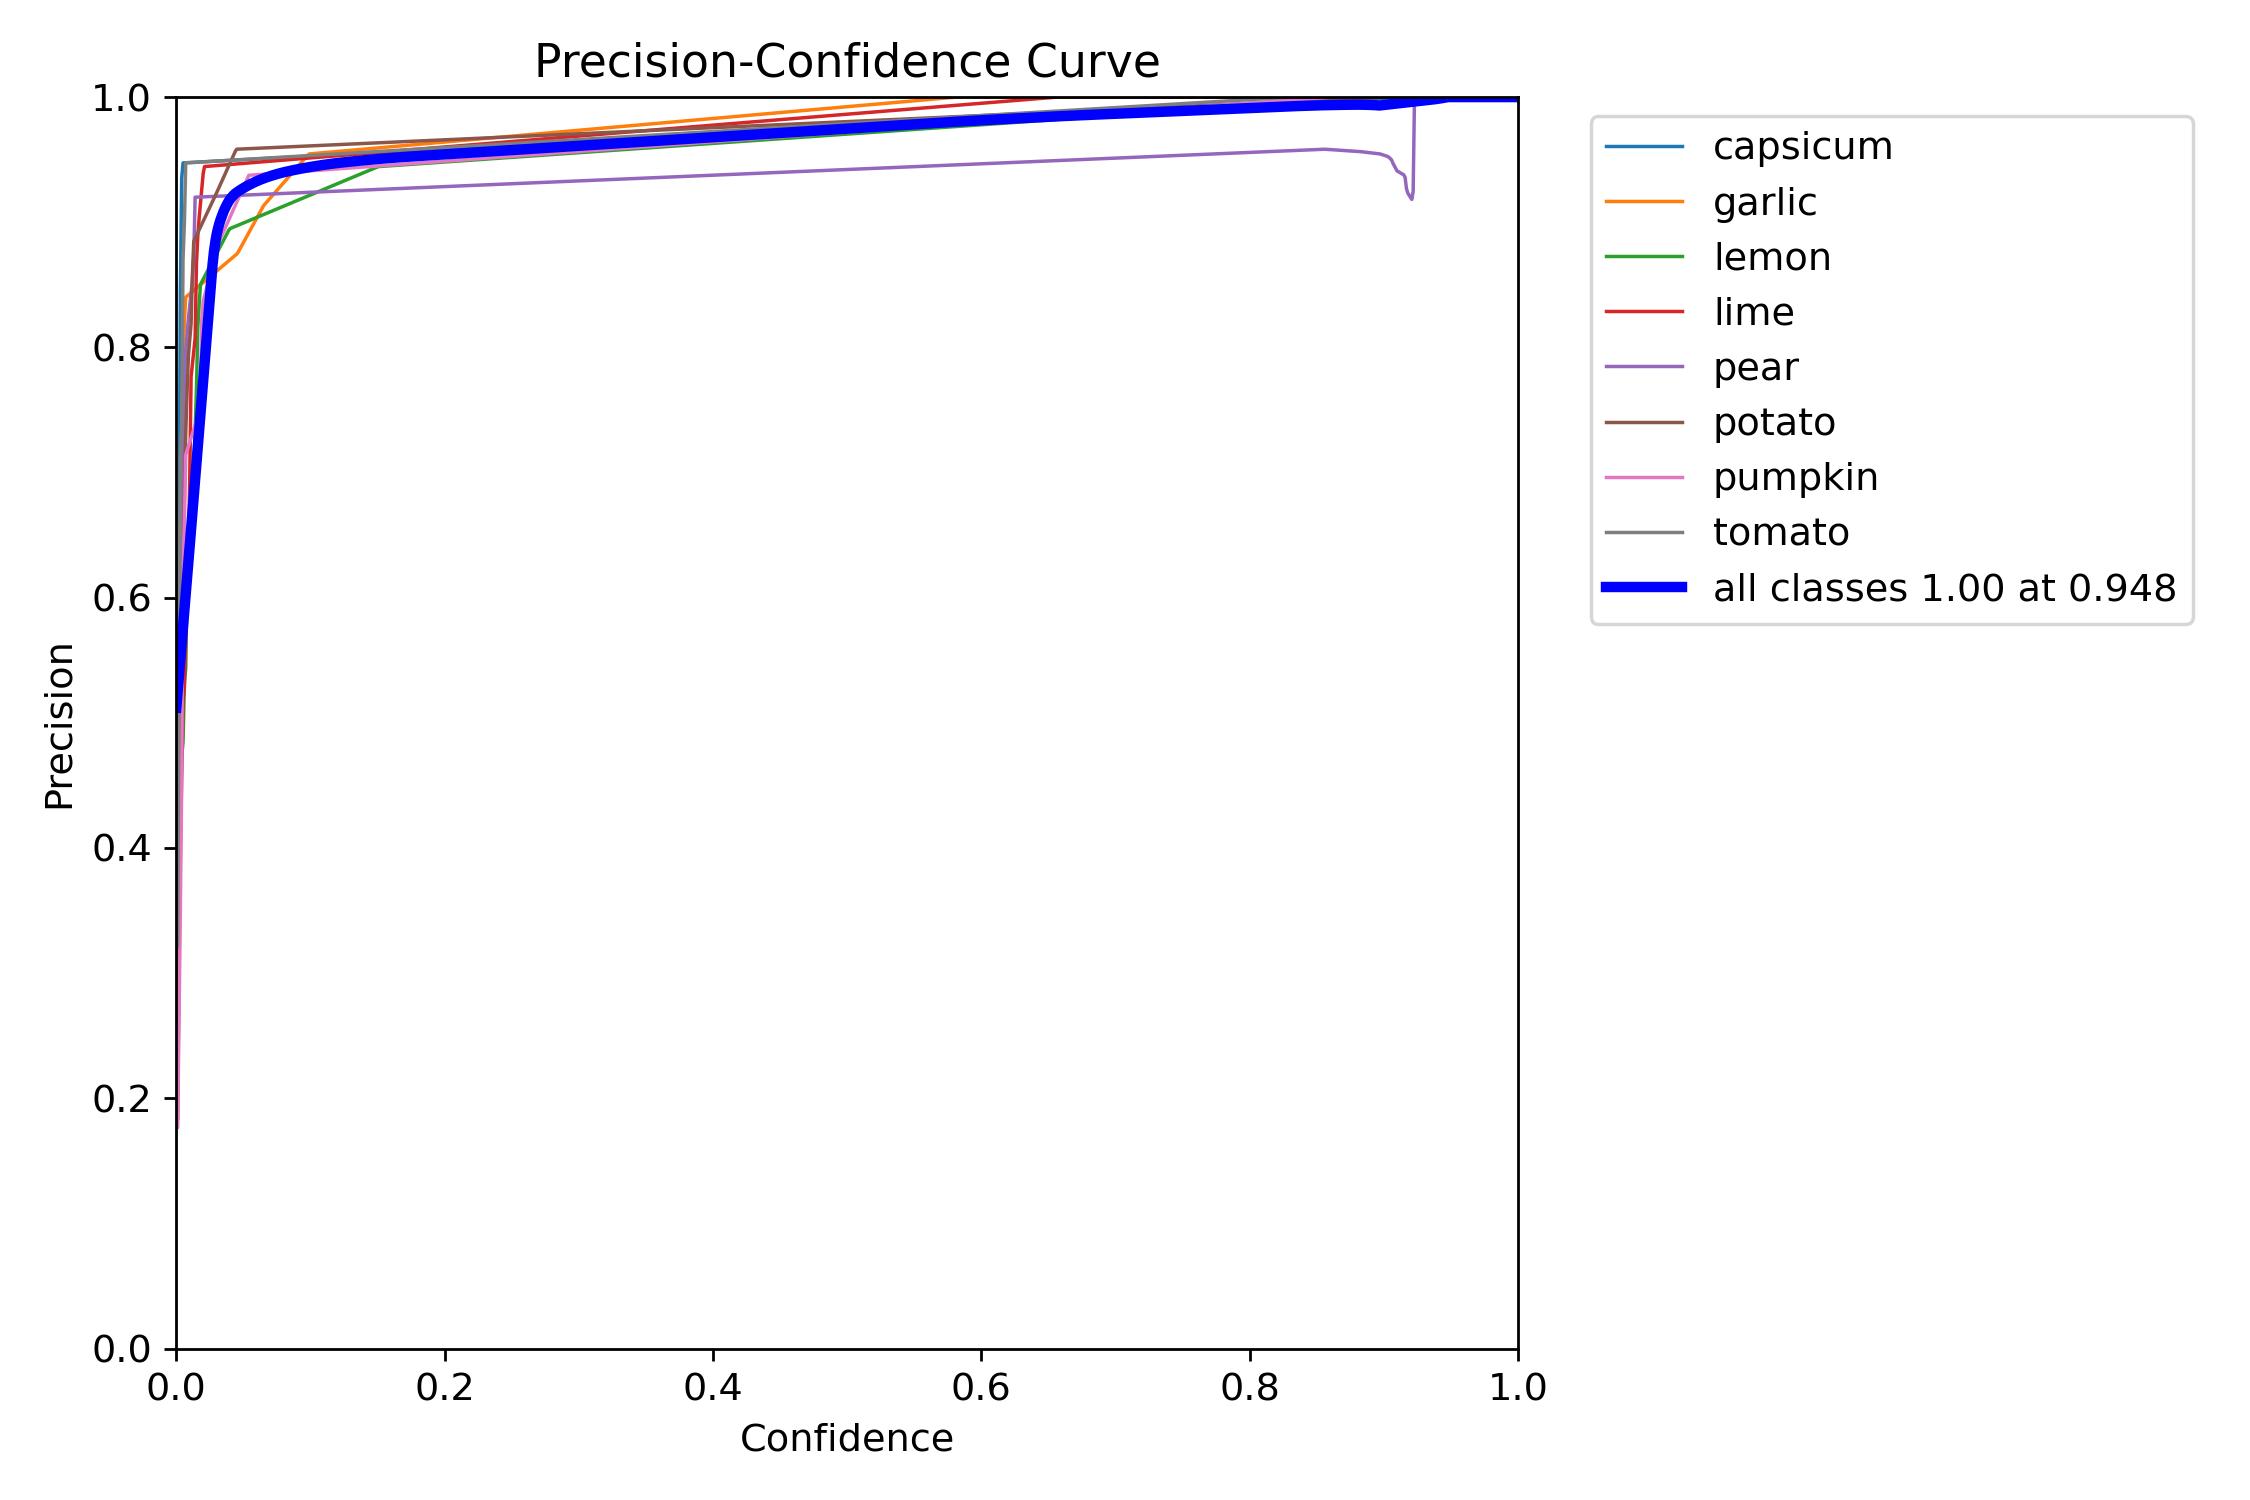 Precision-Confidence Curve
1.0
0.8
0.6
0.4
0.2
0.0
Precision
0.0 0.2 0.4 0.6 0.8 1.0
Confidence
capsicum
garlic
lemon
lime
pear
potato
pumpkin
tomato
all classes 1.00 at 0.948